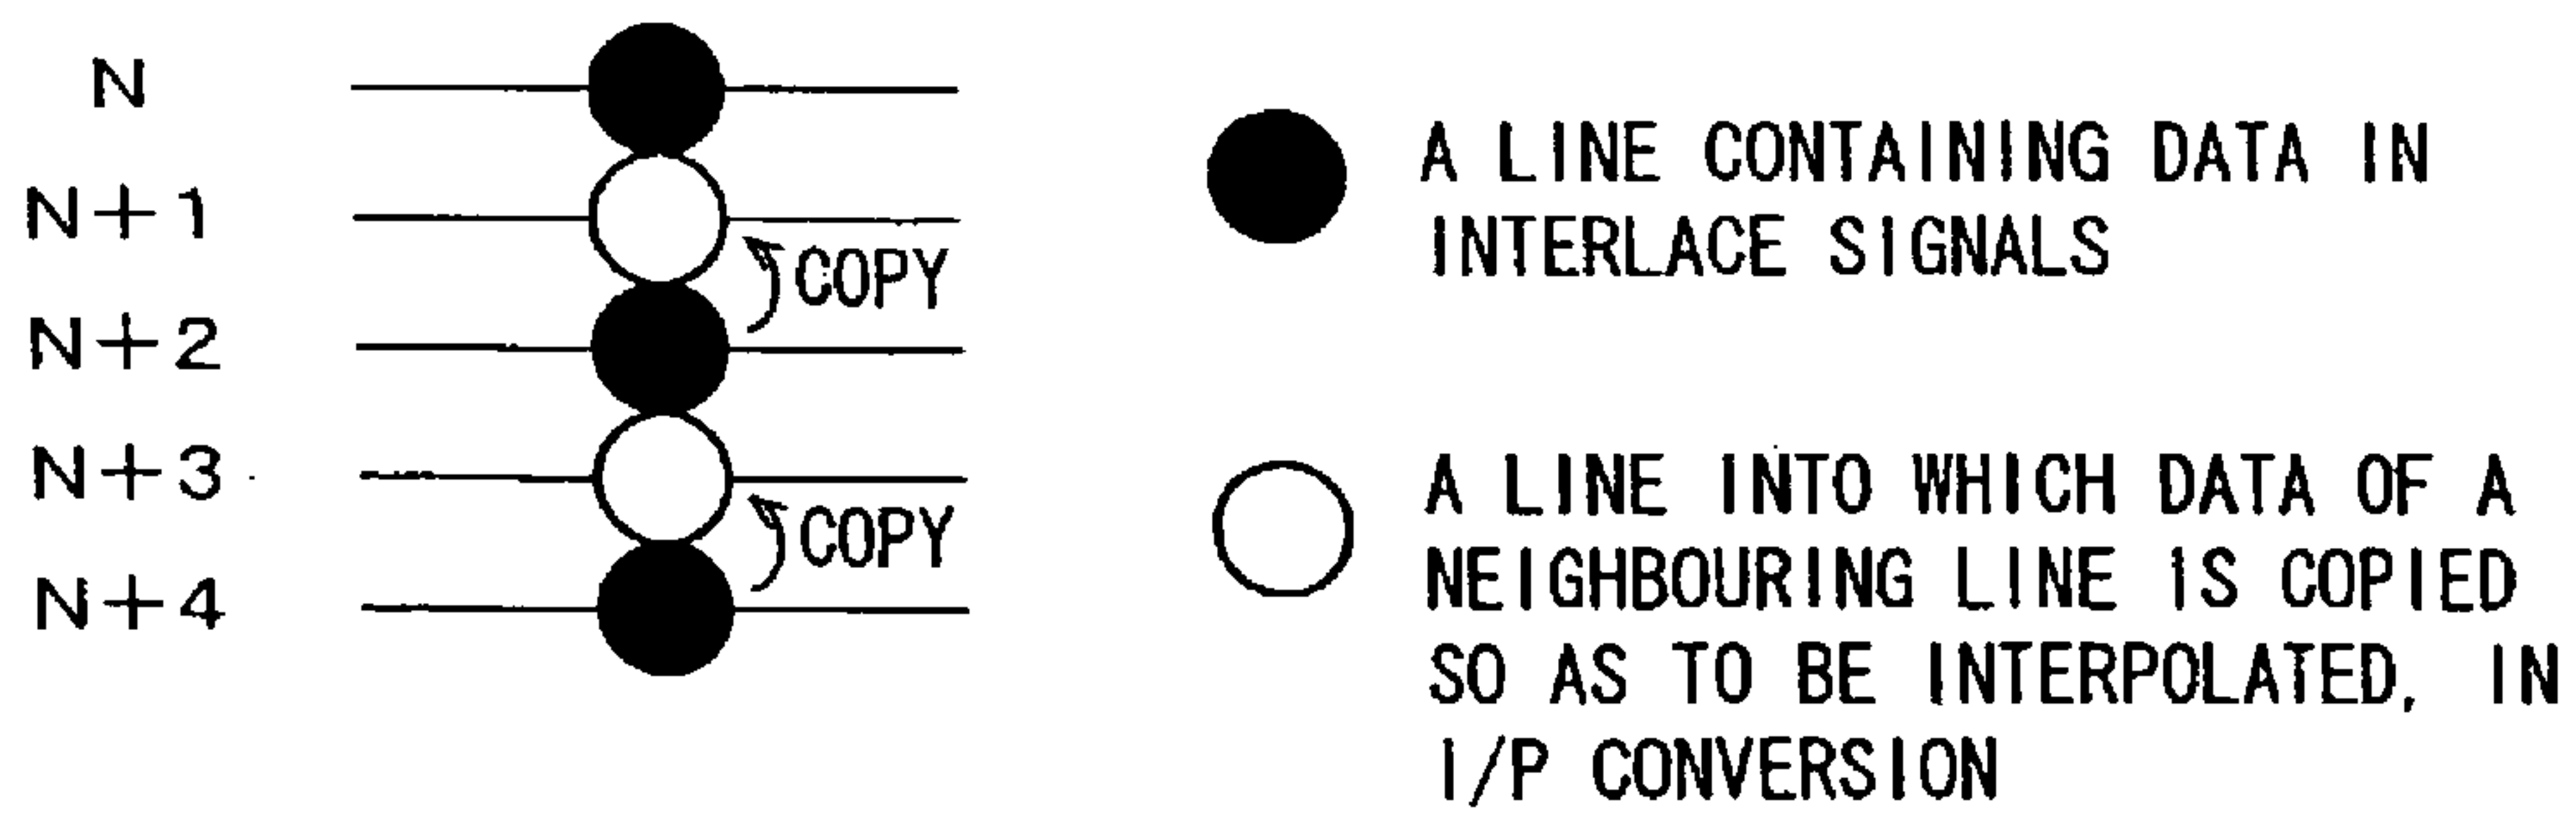 N
N+1
COPY
N+2
N+3
COPY
N+4
A LINE CONTAINING DATA IN
INTERLACE SIGNALS
A LINE INTO WHICH DATA OF A
NEIGHBOURING LINE IS COPIED
SO AS TO BE INTERPOLATED, IN
I/P CONVERSION